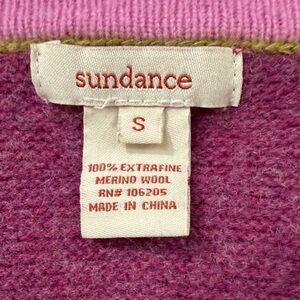 sundance
S
100% EXTRAFINE
MERINO WOOL
RN# 106205
MADE IN CHINA